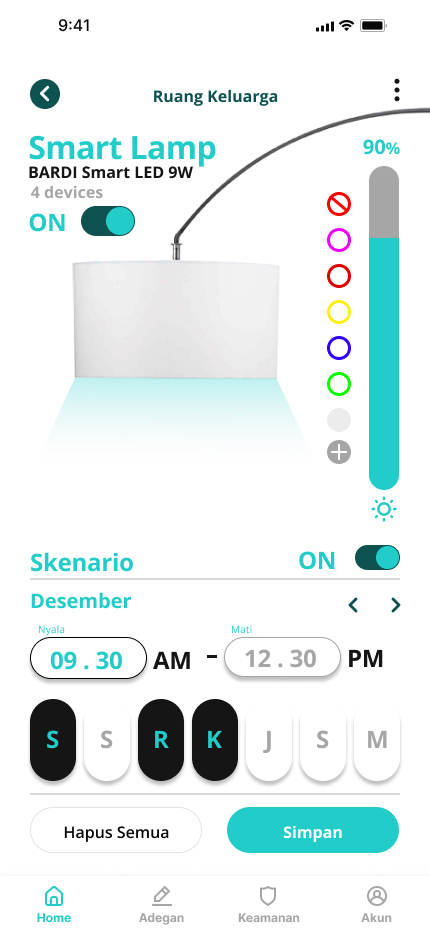 9:41
Ruang Keluarga
Smart Lamp
BARDI Smart LED 9W
4 devices
ON
90%
Skenario ON
Desember
Nyala Mati
09 . 30 AM - 12 . 30 PM
S S R K J S M
Hapus Semua Simpan
Home Adegan Keamanan Akun